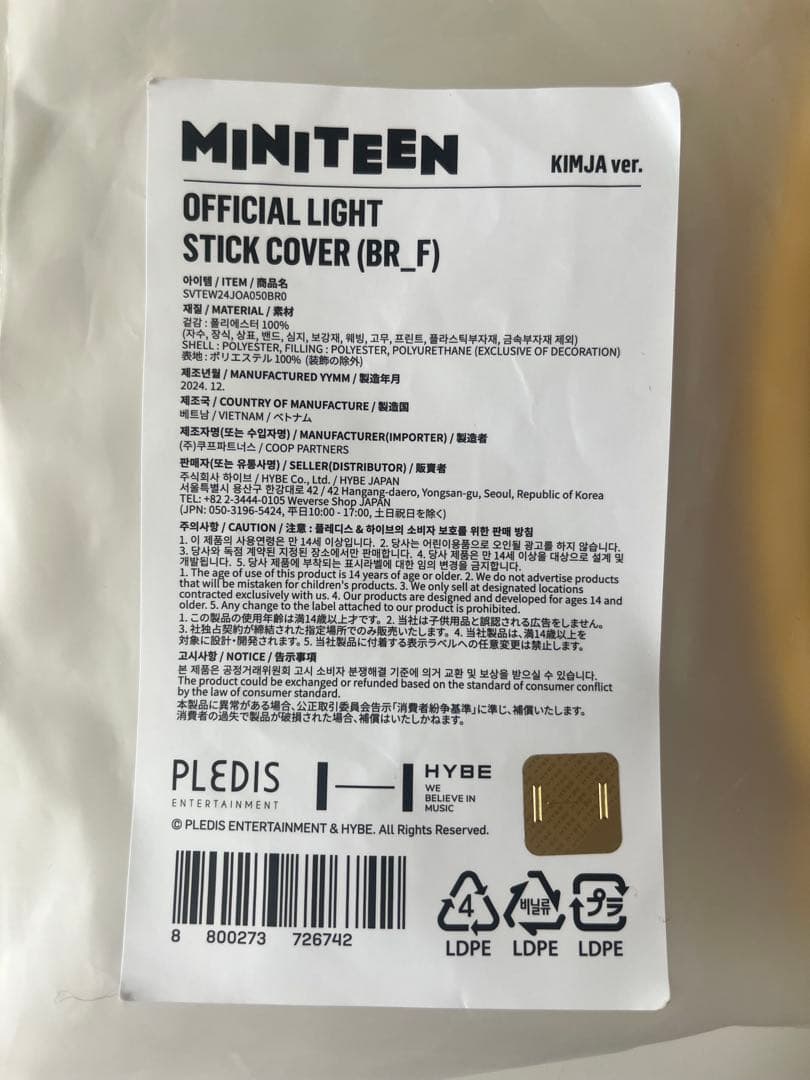 MINITEEN
KIMJA ver.
OFFICIAL LIGHT
STICK COVER (BR_F)
아이템 / ITEM / 商品名
SVTEW24JOA050BR0
재질 / MATERIAL / 素材
겉감 : 폴리에스터 100%
(자수, 장식, 상표, 밴드, 심지, 보강재, 웨빙, 고무, 프린트, 플라스틱부자재, 금속부자재 제외)
SHELL : POLYESTER, FILLING : POLYESTER, POLYURETHANE (EXCLUSIVE OF DECORATION)
表地 : ポリエステル 100% (装飾の除外)
제조년월 / MANUFACTURED YYMM / 製造年月
2024. 12.
제조국 / COUNTRY OF MANUFACTURE / 製造国
베트남 / VIETNAM / ベトナム
제조자명(또는 수입자명) / MANUFACTURER(IMPORTER) / 製造者
(주)쿠프파트너스 / COOP PARTNERS
판매자(또는 유통사명) / SELLER(DISTRIBUTOR) / 販賣者
주식회사 하이브 / HYBE Co., Ltd. / HYBE JAPAN
서울특별시 용산구 한강대로 42 / 42 Hangang-daero, Yongsan-gu, Seoul, Republic of Korea
TEL: +82 2-3444-0105 Weverse Shop JAPAN
(JPN: 050-3196-5424, 平日10:00 - 17:00, 土日祝日を除く)
주의사항 / CAUTION / 注意 : 플레디스 & 하이브의 소비자 보호를 위한 판매 방침
1. 이 제품의 사용연령은 만 14세 이상입니다. 2. 당사는 어린이용품으로 오인될 광고를 하지 않습니다.
3. 당사와 독점 계약된 지정된 장소에서만 판매합니다. 4. 당사 제품은 만 14세 이상을 대상으로 설계 및
개발됩니다. 5. 당사 제품에 부착되는 표시라벨에 대한 임의 변경을 금지합니다.
1. The age of use of this product is 14 years of age or older. 2. We do not advertise products
that will be mistaken for children's products. 3. We only sell at designated locations
contracted exclusively with us. 4. Our products are designed and developed for ages 14 and
older. 5. Any change to the label attached to our product is prohibited.
1. この製品の使用年齢は満14歳以上才です。2. 当社は子供用品と誤認される広告をしません。
3. 社独占契約が締結された指定場所でのみ販売いたします。4. 当社製品は、満14歳以上を
対象に設計・開発されます。5. 当社製品に付着する表示ラベルへの任意変更は禁止します。
고시사항 / NOTICE / 告示事項
본 제품은 공정거래위원회 고시 소비자 분쟁해결 기준에 의거 교환 및 보상을 받으실 수 있습니다.
The product could be exchanged or refunded based on the standard of consumer conflict
by the law of consumer standard.
本製品に異常がある場合、公正取引委員会告示「消費者紛争基準」に準じ、補償いたします。
消費者の過失で製品が破損された場合、補償はいたしかねます。
PLEDIS
ENTERTAINMENT
HYBE
WE
BELIEVE IN
MUSIC
© PLEDIS ENTERTAINMENT & HYBE. All Rights Reserved.
8 800273 726742
4
LDPE
비닐류
LDPE
プラ
LDPE